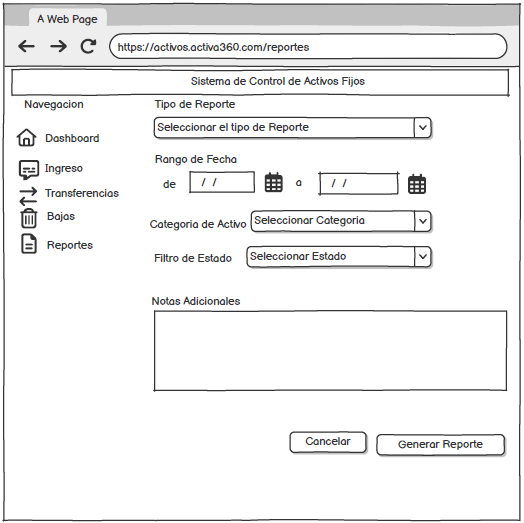 A Web Page
https://activos.activa360.com/reportes
Sistema de Control de Activos Fijos
Navegacion
Dashboard
Ingreso
Transferencias
Bajas
Reportes
Tipo de Reporte
Seleccionar el tipo de Reporte
Rango de Fecha
de / / a / /
Categoria de Activo Seleccionar Categoria
Filtro de Estado Seleccionar Estado
Notas Adicionales
Cancelar Generar Reporte